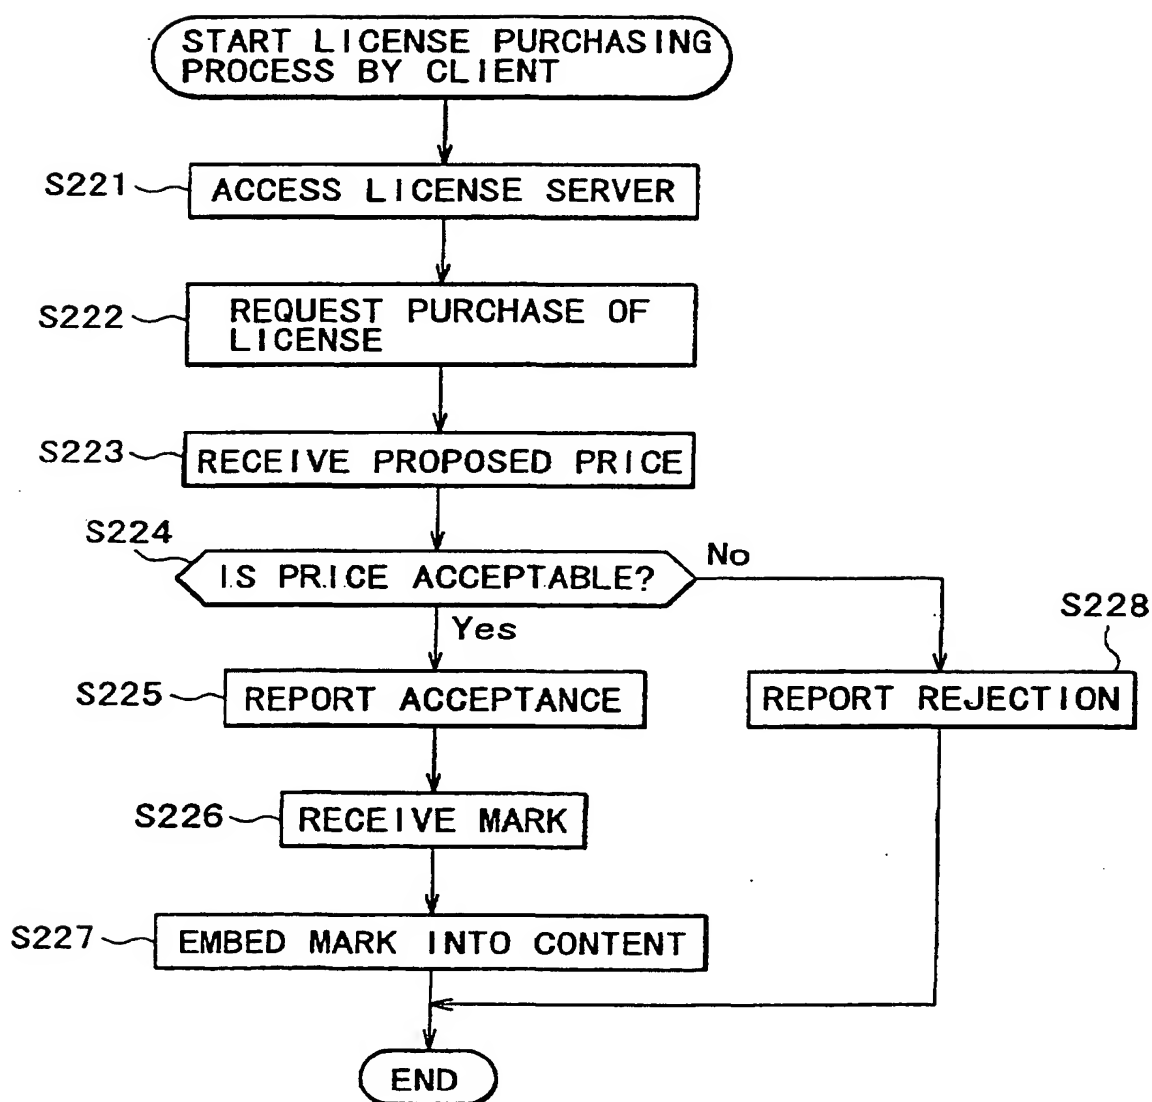 START LICENSE PURCHASING
PROCESS BY CLIENT
S221
ACCESS LICENSE SERVER
S222
REQUEST PURCHASE OF
LICENSE
S223
RECEIVE PROPOSED PRICE
S224
IS PRICE ACCEPTABLE?
No
Yes
S225
REPORT ACCEPTANCE
S228
REPORT REJECTION
S226
RECEIVE MARK
S227
EMBED MARK INTO CONTENT
END